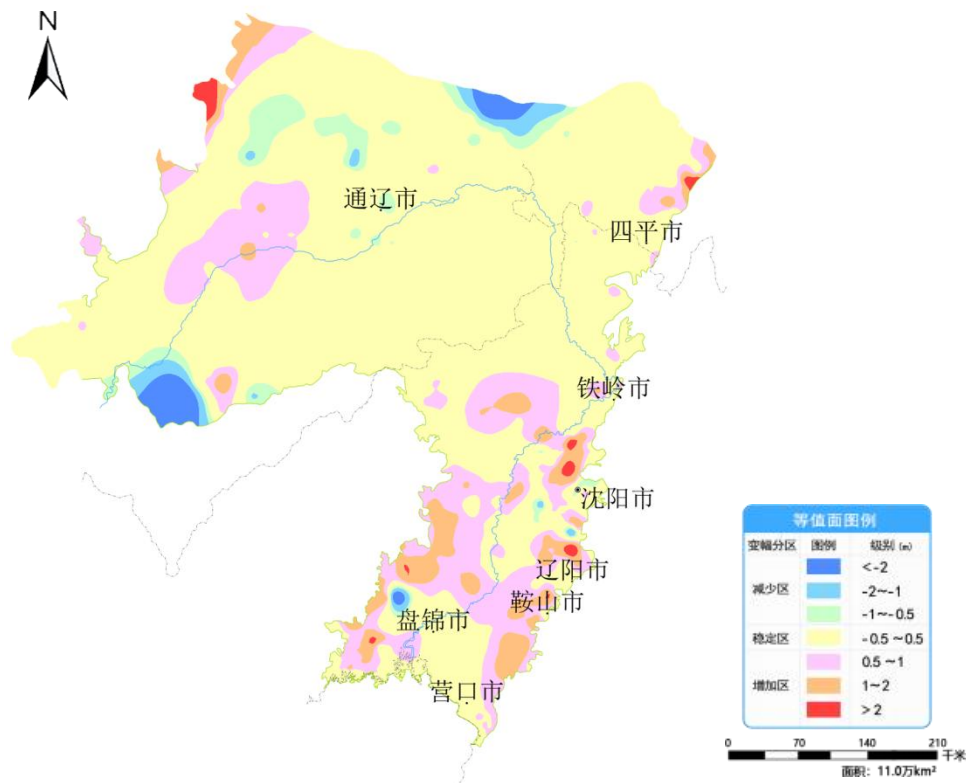 N
通辽市
四平市
铁岭市
沈阳市
辽阳市
鞍山市
盘锦市
营口市
等值面图例
变幅分区 图例 级别 (m)
减少区
<-2
-2~-1
-1~-0.5
稳定区 -0.5~0.5
增加区
0.5~1
1~2
>2
0 70 140 210
千米
面积：11.0万km²